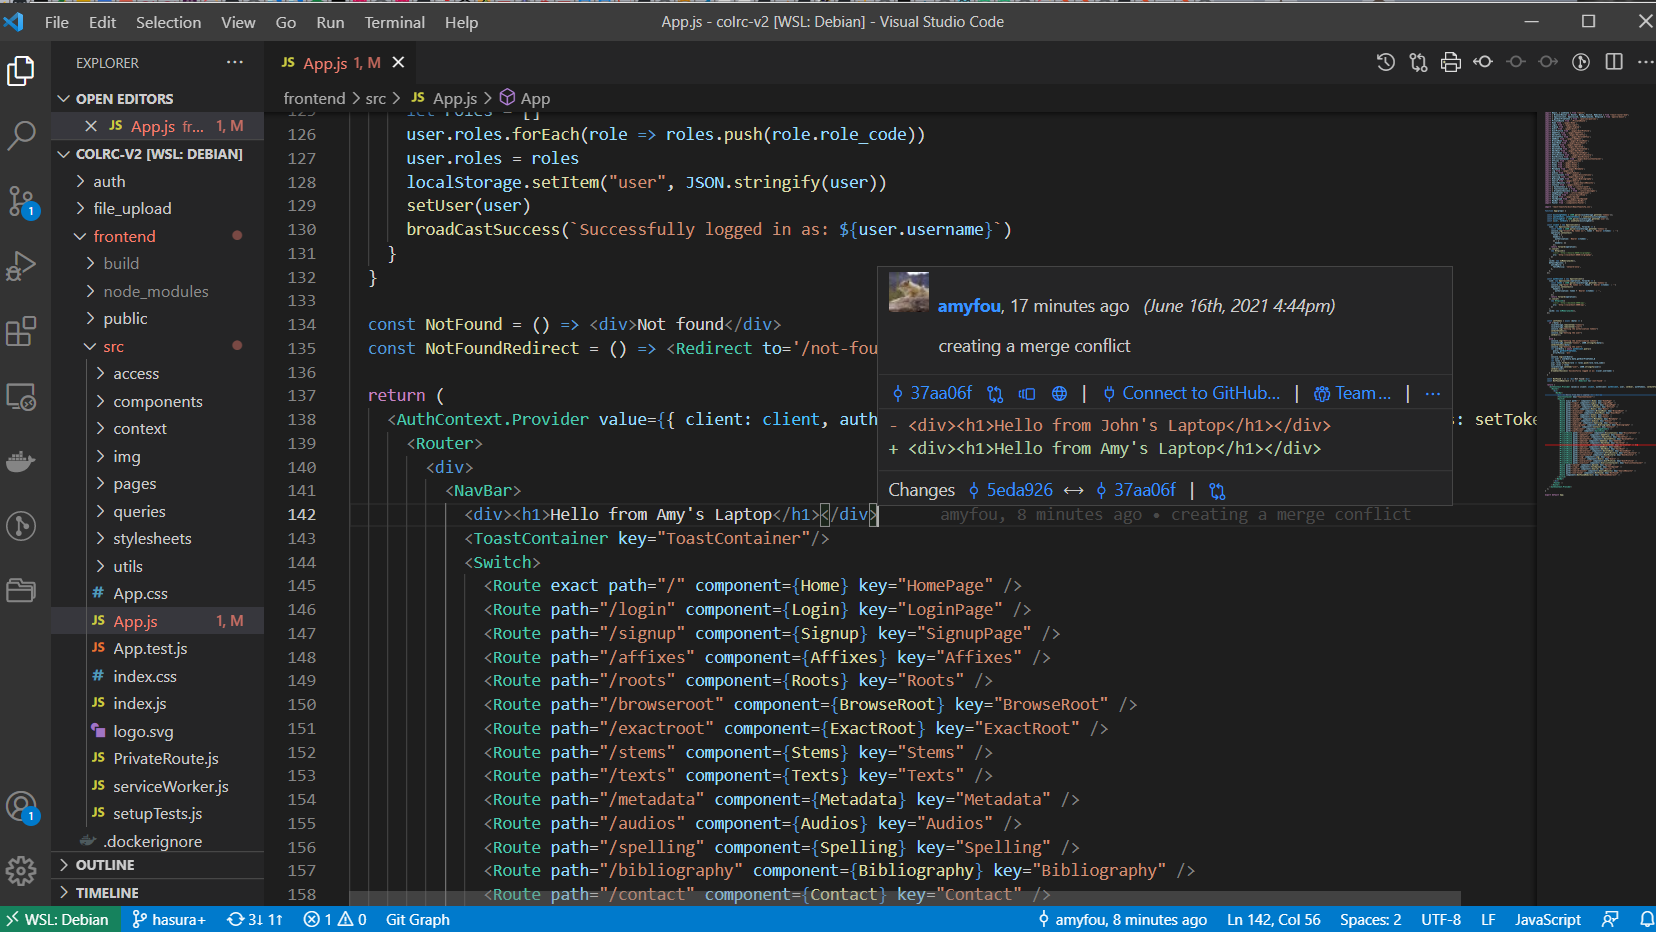 File Edit Selection View Go Run Terminal Help
App.js - colrc-v2 [WSL: Debian] - Visual Studio Code
EXPLORER ···
JS App.js 1, M
OPEN EDITORS
JS App.js fr... 1, M
COLRC-V2 [WSL: DEBIAN]
auth
file_upload
frontend
build
node_modules
public
src
access
components
context
img
pages
queries
stylesheets
utils
# App.css
JS App.js 1, M
JS App.test.js
# index.css
JS index.js
logo.svg
JS PrivateRoute.js
JS serviceWorker.js
JS setupTests.js
.dockerignore
OUTLINE
TIMELINE
1
1
frontend > src > JS App.js > App
125 let roles = []
126 user.roles.forEach(role => roles.push(role.role_code))
127 user.roles = roles
128 localStorage.setItem("user", JSON.stringify(user))
129 setUser(user)
130 broadCastSuccess(`Successfully logged in as: ${user.username}`)
131 }
132 }
133
134 const NotFound = () => <div>Not found</div>
135 const NotFoundRedirect = () => <Redirect to='/not-fou
136
137 return (
138 <AuthContext.Provider value={{ client: client, auth : setToke
139 <Router>
140 <div>
141 <NavBar>
142 <div><h1>Hello from Amy's Laptop</h1></div> amyfou, 8 minutes ago • creating a merge conflict
143 <ToastContainer key="ToastContainer"/>
144 <Switch>
145 <Route exact path="/" component={Home} key="HomePage" />
146 <Route path="/login" component={Login} key="LoginPage" />
147 <Route path="/signup" component={Signup} key="SignupPage" />
148 <Route path="/affixes" component={Affixes} key="Affixes" />
149 <Route path="/roots" component={Roots} key="Roots" />
150 <Route path="/browseroot" component={BrowseRoot} key="BrowseRoot" />
151 <Route path="/exactroot" component={ExactRoot} key="ExactRoot" />
152 <Route path="/stems" component={Stems} key="Stems" />
153 <Route path="/texts" component={Texts} key="Texts" />
154 <Route path="/metadata" component={Metadata} key="Metadata" />
155 <Route path="/audios" component={Audios} key="Audios" />
156 <Route path="/spelling" component={Spelling} key="Spelling" />
157 <Route path="/bibliography" component={Bibliography} key="Bibliography" />
158 <Route path="/contact" component={Contact} key="Contact" />
amyfou, 17 minutes ago (June 16th, 2021 4:44pm)
creating a merge conflict
37aa06f | Connect to GitHub... | Team... | ···
- <div><h1>Hello from John's Laptop</h1></div>
+ <div><h1>Hello from Amy's Laptop</h1></div>
Changes 5eda926 ↔ 37aa06f |
WSL: Debian hasura+ 3↓ 1↑ 1 0 Git Graph amyfou, 8 minutes ago Ln 142, Col 56 Spaces: 2 UTF-8 LF JavaScript